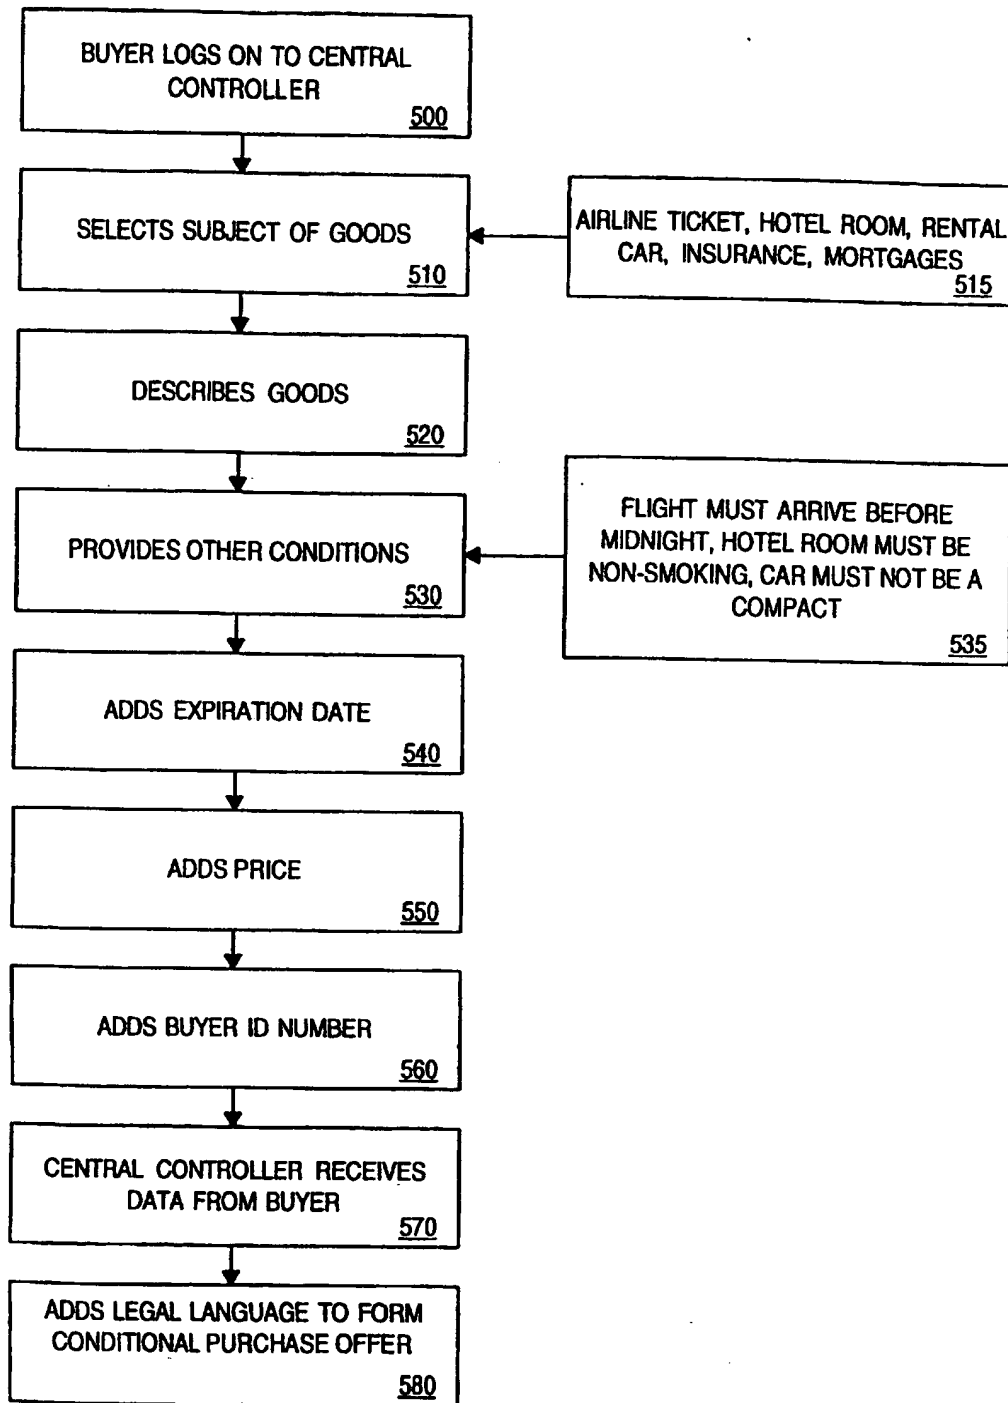 BUYER LOGS ON TO CENTRAL
CONTROLLER
500
SELECTS SUBJECT OF GOODS
510
AIRLINE TICKET, HOTEL ROOM, RENTAL
CAR, INSURANCE, MORTGAGES
515
DESCRIBES GOODS
520
PROVIDES OTHER CONDITIONS
530
FLIGHT MUST ARRIVE BEFORE
MIDNIGHT, HOTEL ROOM MUST BE
NON-SMOKING, CAR MUST NOT BE A
COMPACT
535
ADDS EXPIRATION DATE
540
ADDS PRICE
550
ADDS BUYER ID NUMBER
560
CENTRAL CONTROLLER RECEIVES
DATA FROM BUYER
570
ADDS LEGAL LANGUAGE TO FORM
CONDITIONAL PURCHASE OFFER
580